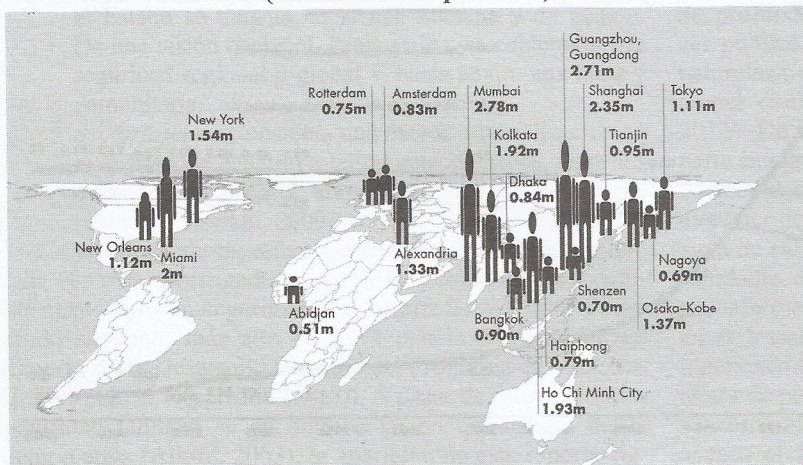 Guangzhou,
Guangdong
2.71m
Rotterdam
0.75m
Amsterdam
0.83m
Mumbai
2.78m
Shanghai
2.35m
Tokyo
1.11m
New York
1.54m
Kolkata
1.92m
Tianjin
0.95m
Dhaka
0.84m
New Orleans
1.12m
Miami
2m
Alexandria
1.33m
Nagoya
0.69m
Abidjan
0.51m
Bangkok
0.90m
Shenzen
0.70m
Osaka–Kobe
1.37m
Haiphong
0.79m
Ho Chi Minh City
1.93m